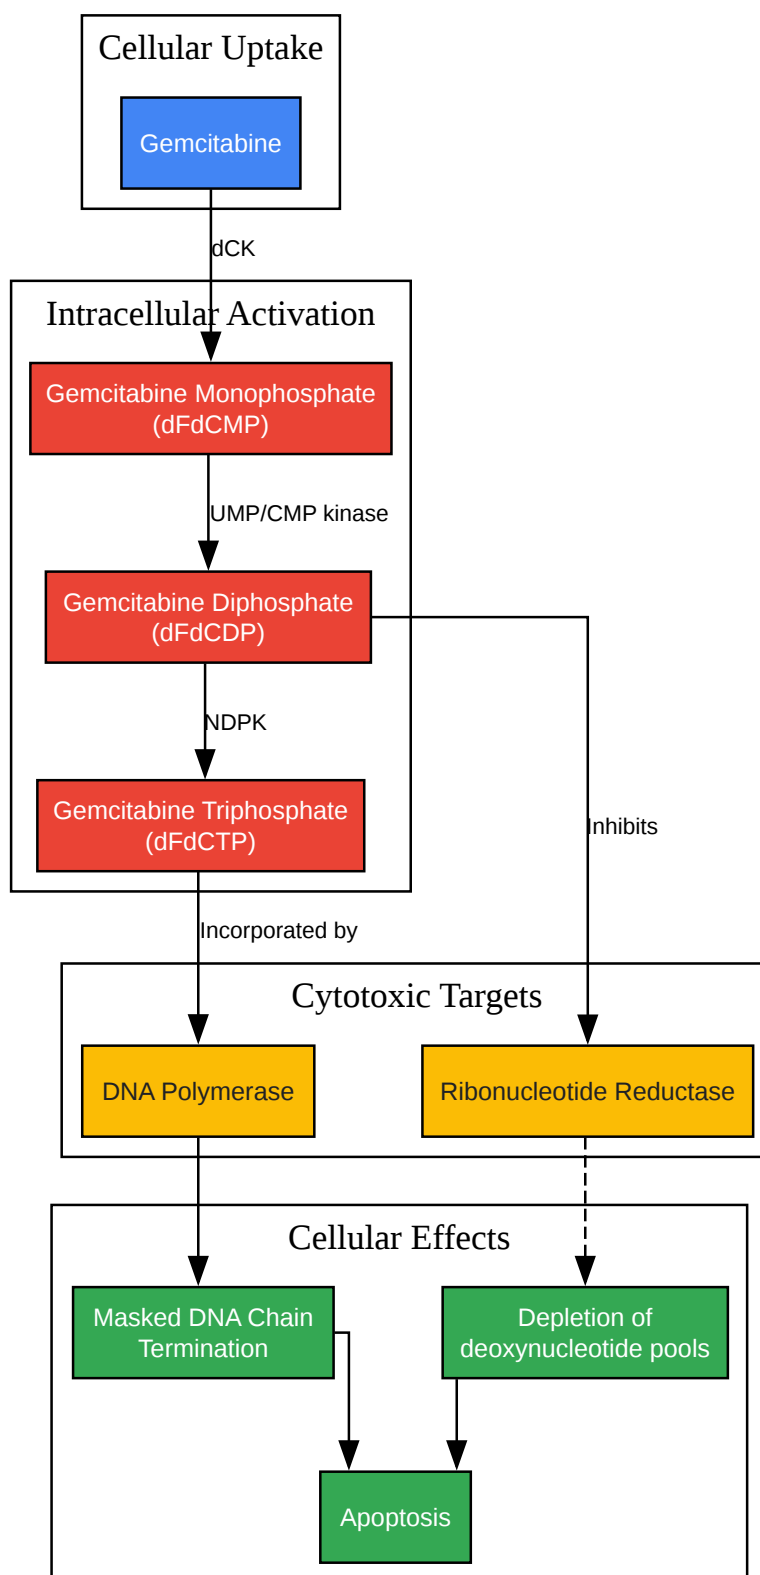 Cellular Uptake
Gemcitabine
dCK
Intracellular Activation
Gemcitabine Monophosphate
(dFdCMP)
UMP/CMP kinase
Gemcitabine Diphosphate
(dFdCDP)
NDPK
Gemcitabine Triphosphate
(dFdCTP)
Inhibits
Incorporated by
Cytotoxic Targets
DNA Polymerase
Ribonucleotide Reductase
Cellular Effects
Masked DNA Chain
Termination
Depletion of
deoxynucleotide pools
Apoptosis